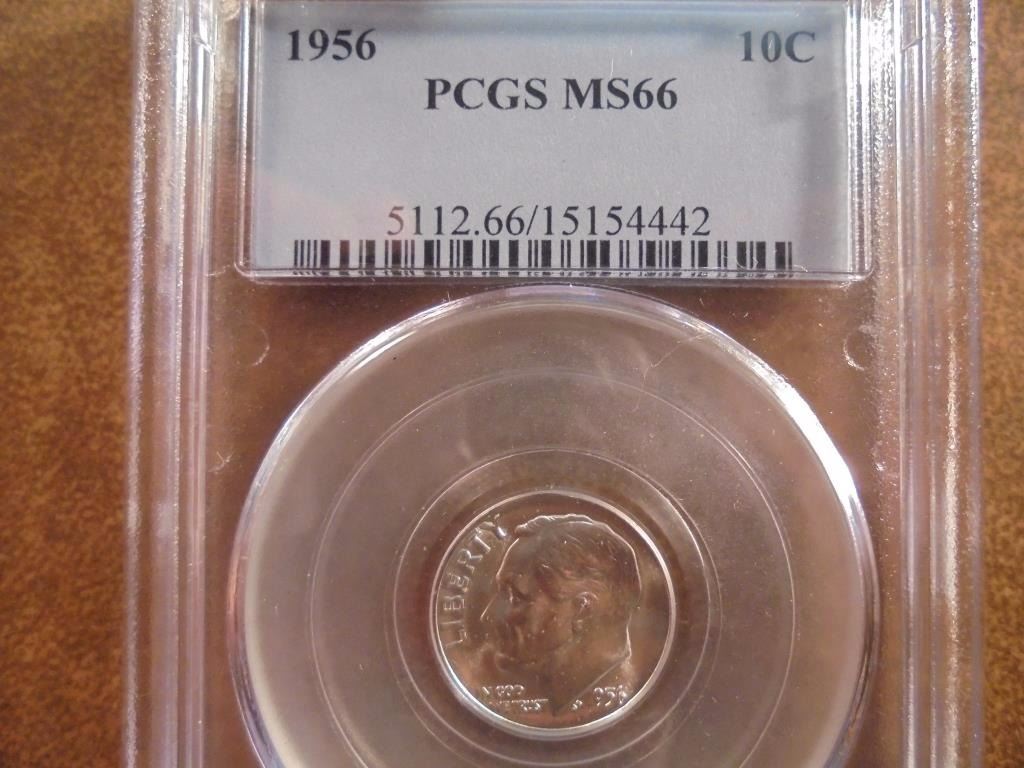 1956 10C
PCGS MS66
5112.66/15154442
LIBERTY
IN GOD
WE TRUST
1956